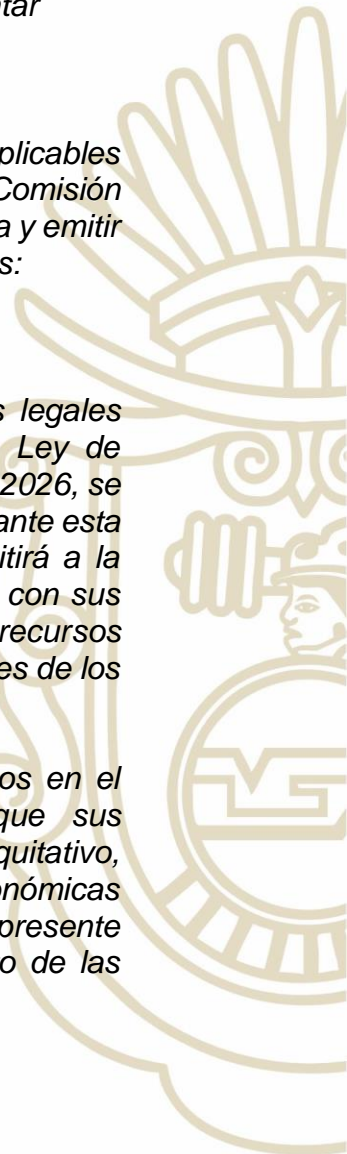 plicables
Comisión
a y emitir
s:
s legales
Ley de
2026, se
ante esta
itirá a la
con sus
recursos
es de los
os en el
que sus
quitativo,
onómicas
presente
o de las